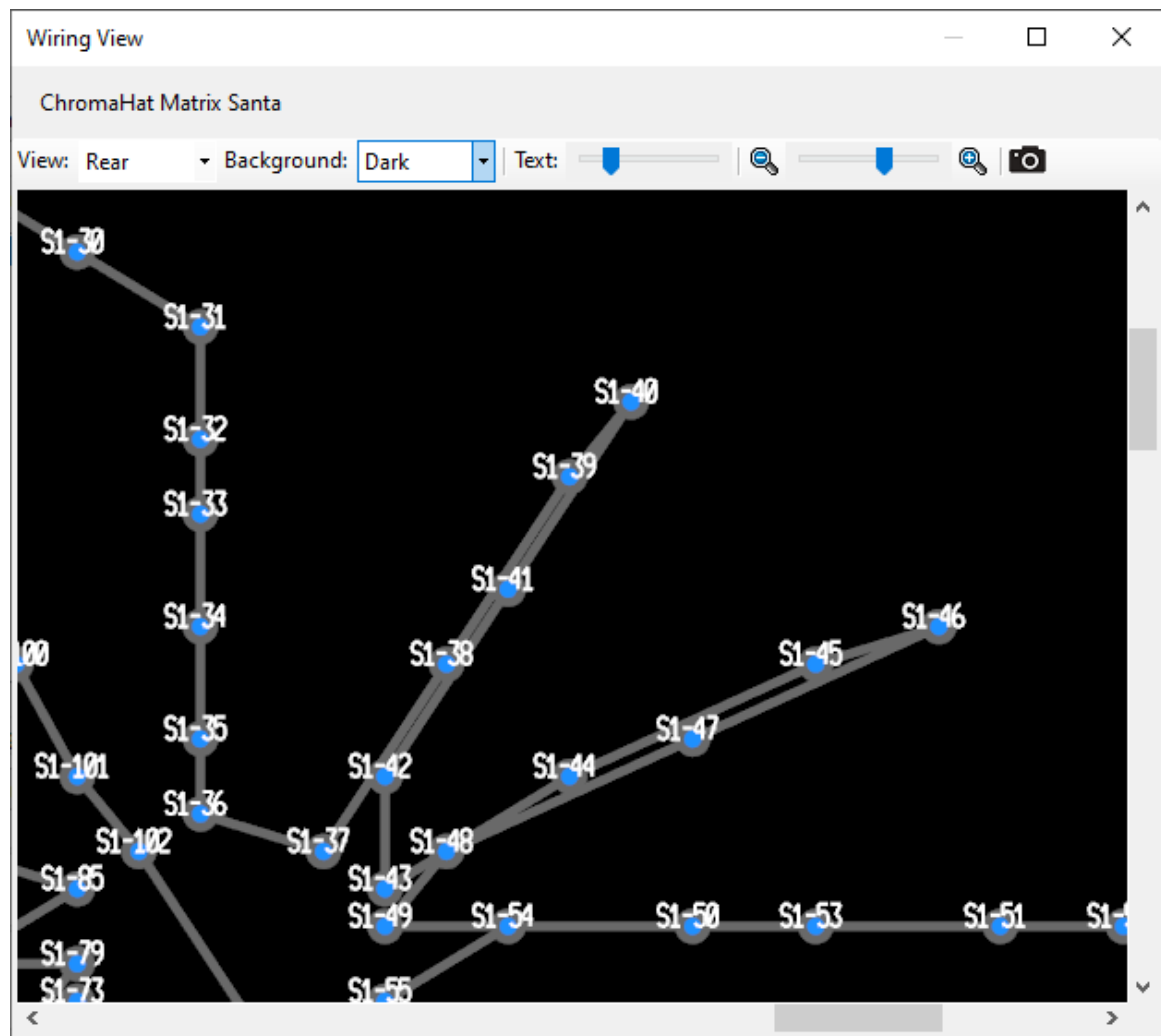 Wiring View
ChromaHat Matrix Santa
View: Rear Background: Dark Text:
S1-30
S1-31
S1-40
S1-32
S1-39
S1-33
S1-41
S1-34
S1-46
100
S1-38
S1-45
S1-35
S1-47
S1-101
S1-42
S1-44
S1-36
S1-102
S1-37
S1-48
S1-85
S1-43
S1-49
S1-54
S1-50
S1-53
S1-51
S1-79
S1-73
S1-55